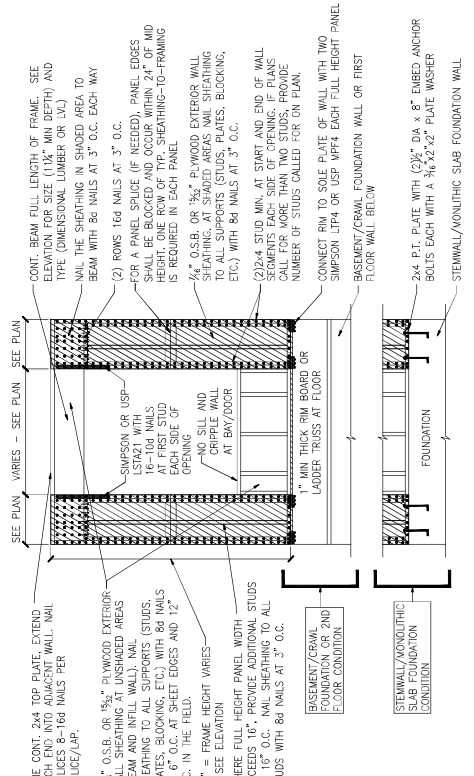 SEE PLAN
VARIES – SEE PLAN
SEE PLAN
NE CONT. 2x4 TOP PLATE, EXTEND
CH END INTO ADJACENT WALL. NAIL
LICES 8–16d NAILS PER
LICE/LAP.
" O.S.B. OR 15/32" PLYWOOD EXTERIOR
LL SHEATHING AT UNSHADED AREAS
EAM AND INFILL WALL). NAIL
EATHING TO ALL SUPPORTS (STUDS,
ATES, BLOCKING, ETC.) WITH 8d NAILS
6" O.C. AT SHEET EDGES AND 12"
C. IN THE FIELD.
" = FRAME HEIGHT VARIES
SEE ELEVATION
HERE FULL HEIGHT PANEL WIDTH
CEEDS 16", PROVIDE ADDITIONAL STUDS
16" O.C. NAIL SHEATHING TO ALL
UDS WITH 8d NAILS AT 3" O.C.
BASEMENT/CRAWL
FOUNDATION OR 2ND
FLOOR CONDITION
STEMWALL/MONOLITHIC
SLAB FOUNDATION
CONDITION
SIMPSON OR USP
LSTA21 WITH
16–10d NAILS
AT FIRST STUD
EACH SIDE OF
OPENING
NO SILL AND
CRIPPLE WALL
AT BAY/DOOR
1" MIN THICK RIM BOARD OR
LADDER TRUSS AT FLOOR
FOUNDATION
CONT. BEAM FULL LENGTH OF FRAME. SEE
ELEVATION FOR SIZE (11¼" MIN DEPTH) AND
TYPE (DIMENSIONAL LUMBER OR LVL)
NAIL THE SHEATHING IN SHADED AREA TO
BEAM WITH 8d NAILS AT 3" O.C. EACH WAY
(2) ROWS 16d NAILS AT 3" O.C.
FOR A PANEL SPLICE (IF NEEDED), PANEL EDGES
SHALL BE BLOCKED AND OCCUR WITHIN 24" OF MID
HEIGHT. ONE ROW OF TYP. SHEATHING–TO–FRAMING
IS REQUIRED IN EACH PANEL
7/16" O.S.B. OR 15/32" PLYWOOD EXTERIOR WALL
SHEATHING, AT SHADED AREAS NAIL SHEATHING
TO ALL SUPPORTS (STUDS, PLATES, BLOCKING,
ETC.) WITH 8d NAILS AT 3" O.C.
(2)2x4 STUD MIN. AT START AND END OF WALL
SEGMENTS EACH SIDE OF OPENING. IF PLANS
CALL FOR MORE THAN TWO STUDS, PROVIDE
NUMBER OF STUDS CALLED FOR ON PLAN.
CONNECT RIM TO SOLE PLATE OF WALL WITH TWO
SIMPSON LTP4 OR USP MPF4 EACH FULL HEIGHT PANEL
BASEMENT/CRAWL FOUNDATION WALL OR FIRST
FLOOR WALL BELOW
2x4 P.T. PLATE WITH (2)½" DIA x 8" EMBED ANCHOR
BOLTS EACH WITH A 3/16"x2"x2" PLATE WASHER
STEMWALL/MONOLITHIC SLAB FOUNDATION WALL